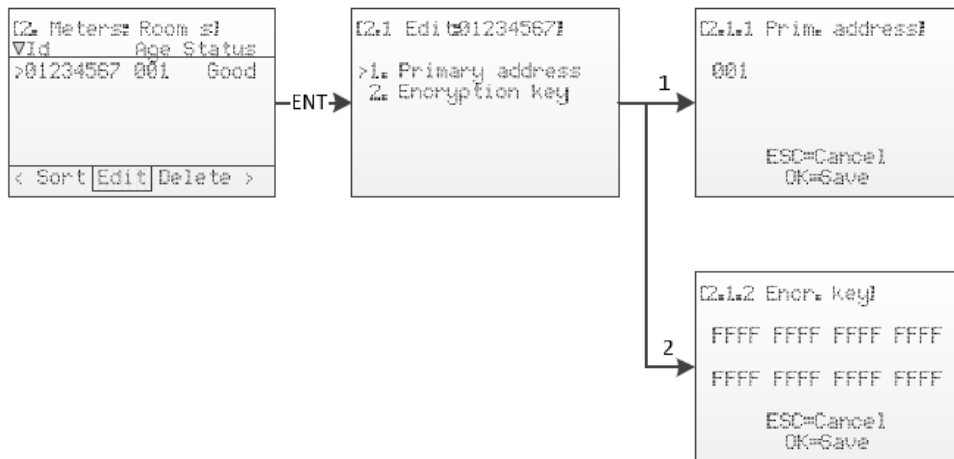 [2. Meters: Room s]
▽Id Age Status
>01234567 001 Good
< Sort Edit Delete >
ENT
[2.1 Edit:01234567]
>1. Primary address
2. Encryption key
1
[2.1.1 Prim. address]
001
ESC=Cancel
OK=Save
2
[2.1.2 Encr. key]
FFFF FFFF FFFF FFFF
FFFF FFFF FFFF FFFF
ESC=Cancel
OK=Save